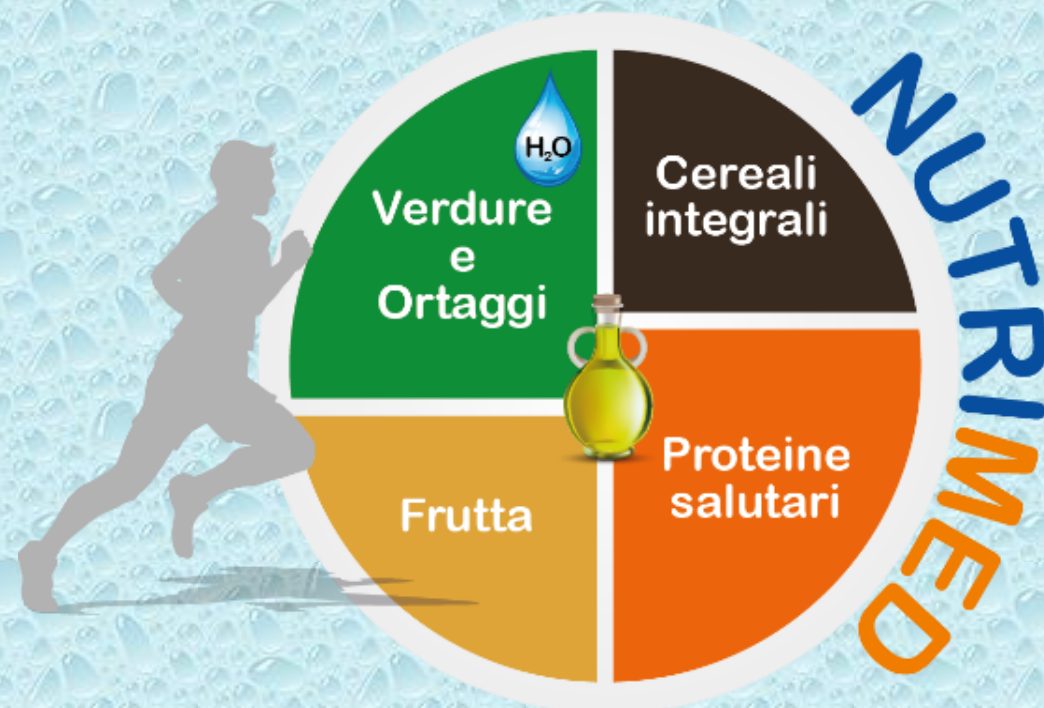 H₂O
Verdure
e
Ortaggi
Cereali
integrali
Frutta
Proteine
salutari
NUTRIMED